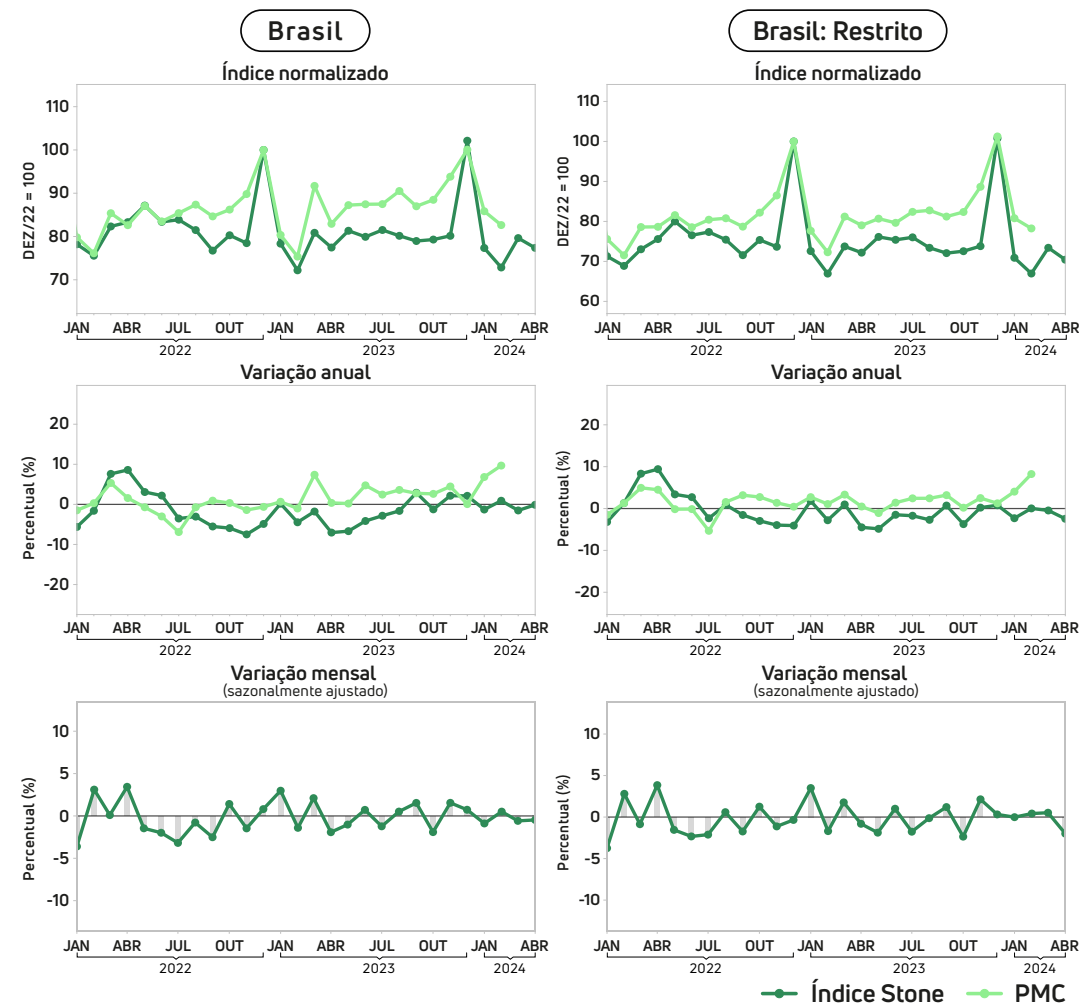 Brasil
Índice normalizado
DEZ/22 = 100
110
100
90
80
70
JAN ABR JUL OUT JAN ABR JUL OUT JAN ABR
2022 2023 2024
Variação anual
Percentual (%)
20
10
0
-10
-20
JAN ABR JUL OUT JAN ABR JUL OUT JAN ABR
2022 2023 2024
Variação mensal
(sazonalmente ajustado)
Percentual (%)
10
5
0
-5
-10
JAN ABR JUL OUT JAN ABR JUL OUT JAN ABR
2022 2023 2024
Brasil: Restrito
Índice normalizado
DEZ/22 = 100
110
100
90
80
70
60
JAN ABR JUL OUT JAN ABR JUL OUT JAN ABR
2022 2023 2024
Variação anual
Percentual (%)
20
10
0
-10
-20
JAN ABR JUL OUT JAN ABR JUL OUT JAN ABR
2022 2023 2024
Variação mensal
(sazonalmente ajustado)
Percentual (%)
10
5
0
-5
-10
JAN ABR JUL OUT JAN ABR JUL OUT JAN ABR
2022 2023 2024
Índice Stone PMC